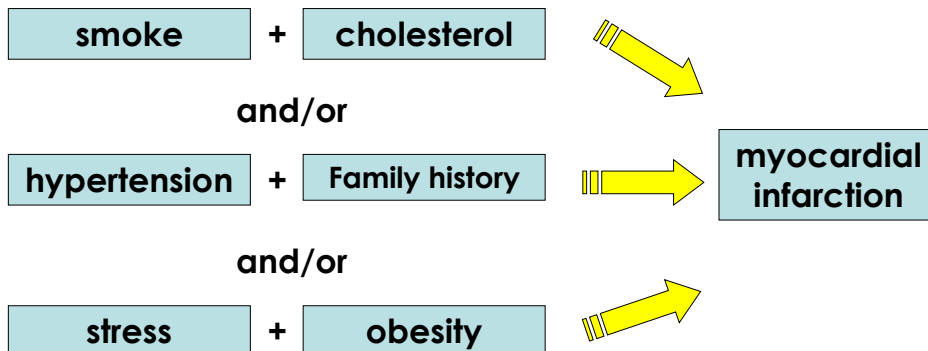 smoke + cholesterol
and/or
hypertension + Family history
myocardial
infarction
and/or
stress + obesity